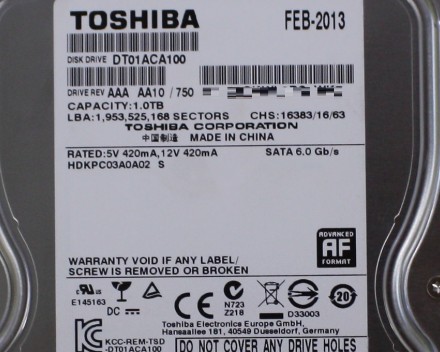 TOSHIBA FEB-2013
DISK DRIVE DT01ACA100
DRIVE REV AAA AA10 / 750
CAPACITY:1.0TB
LBA:1,953,525,168 SECTORS CHS:16383/16/63
TOSHIBA CORPORATION
中国制造 MADE IN CHINA
RATED:5V 420mA,12V 420mA SATA 6.0 Gb/s
HDKPC03A0A02 S
ADVANCED
AF
FORMAT
WARRANTY VOID IF ANY LABEL/
SCREW IS REMOVED OR BROKEN
c UL us
E145163
DC
CE
N723
Z218
D33003
20
Toshiba Electronics Europe GmbH,
Hansaallee 181, 40549 Dusseldorf, Germany
KCC-REM-TSD
-DT01ACA100
DO NOT COVER ANY DRIVE HOLES